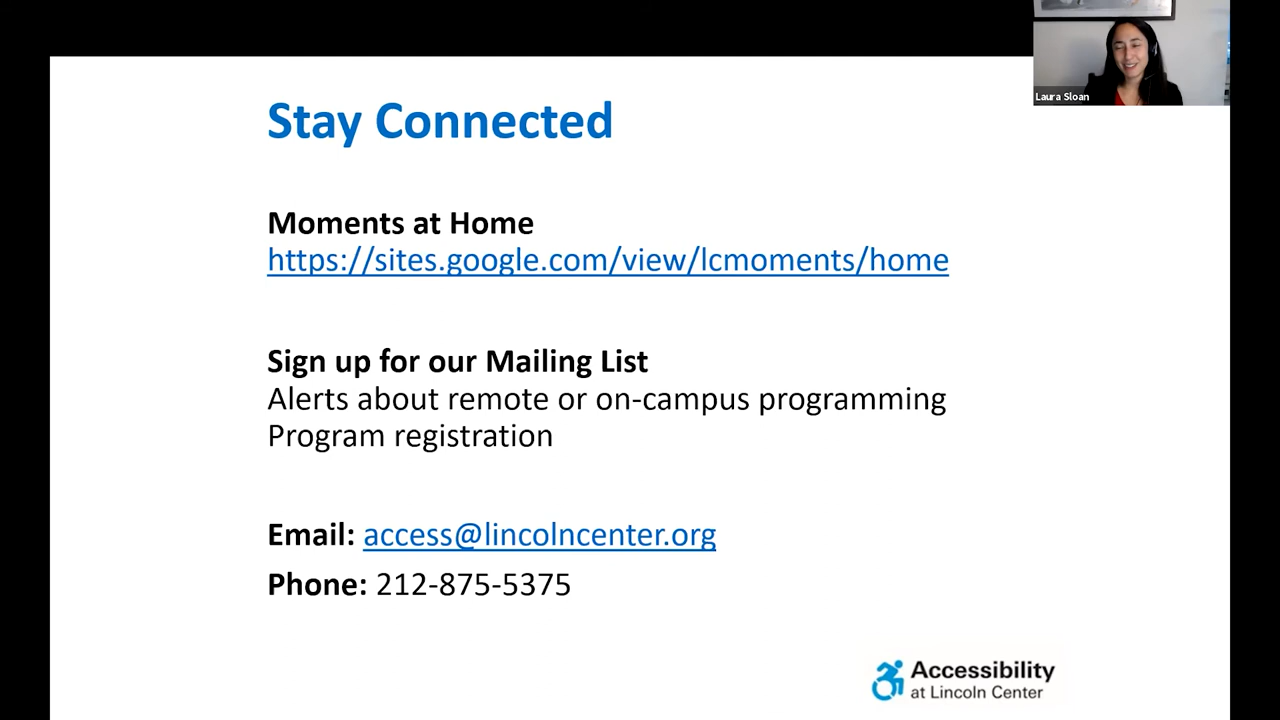 Laura Sloan
Stay Connected
Moments at Home
https://sites.google.com/view/lcmoments/home
Sign up for our Mailing List
Alerts about remote or on-campus programming
Program registration
Email: access@lincolncenter.org
Phone: 212-875-5375
Accessibility
at Lincoln Center